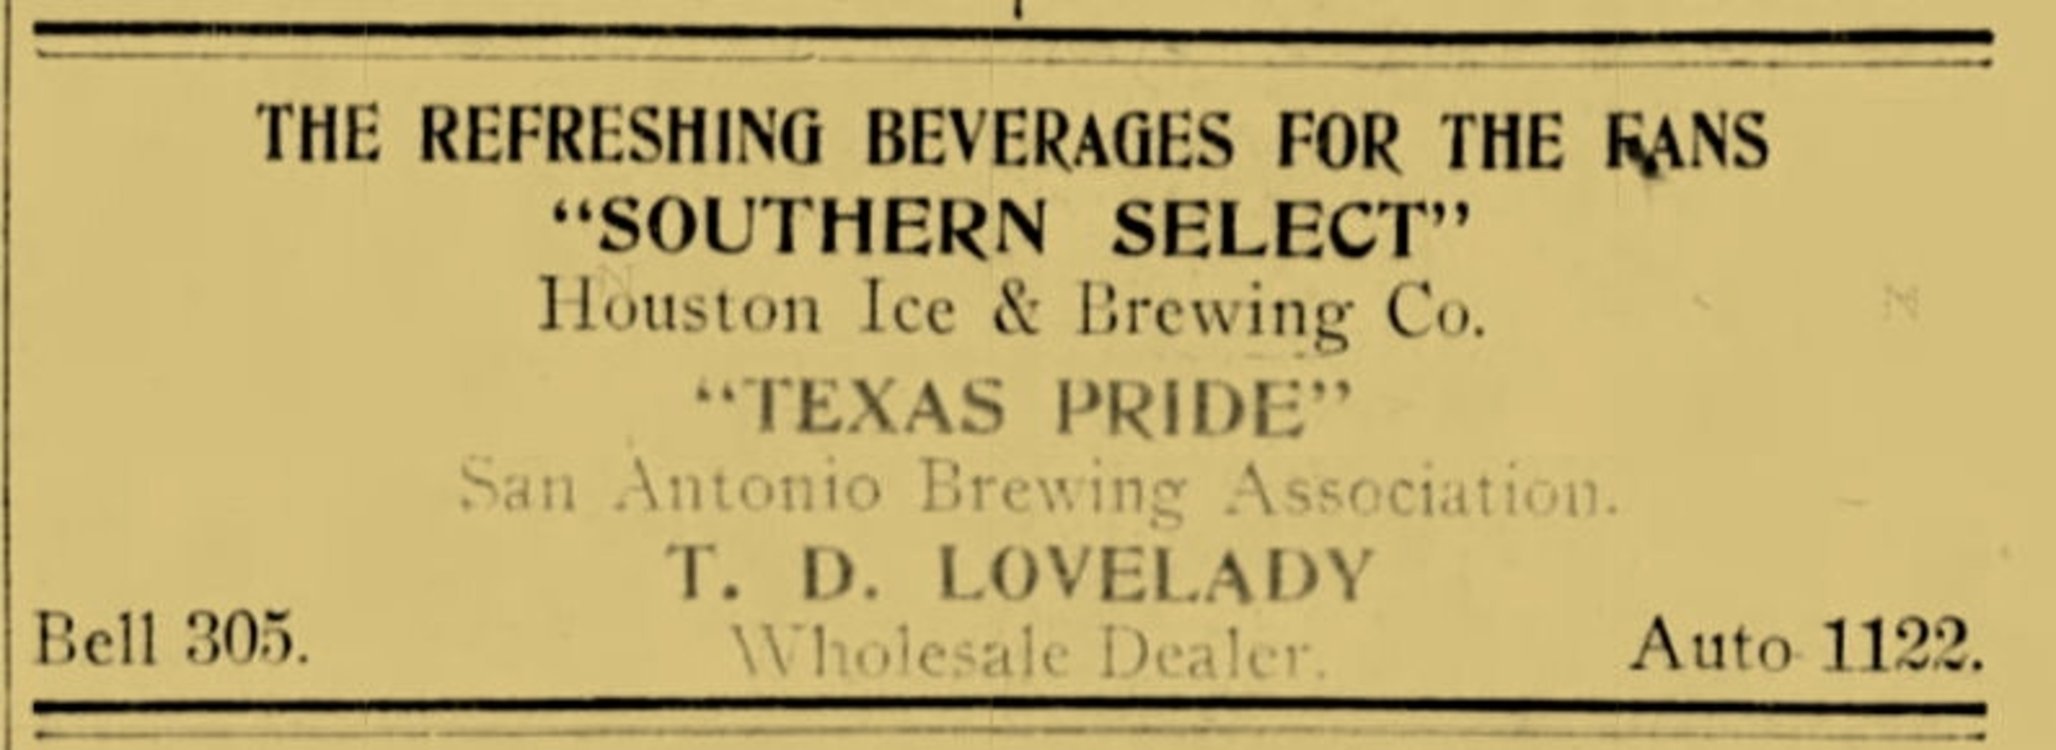 THE REFRESHING BEVERAGES FOR THE FANS
“SOUTHERN SELECT”
Houston Ice & Brewing Co.
“TEXAS PRIDE”
San Antonio Brewing Association.
T. D. LOVELADY
Bell 305. Wholesale Dealer. Auto 1122.